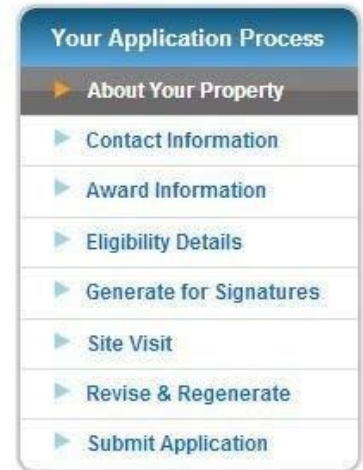 Your Application Process
About Your Property
Contact Information
Award Information
Eligibility Details
Generate for Signatures
Site Visit
Revise & Regenerate
Submit Application